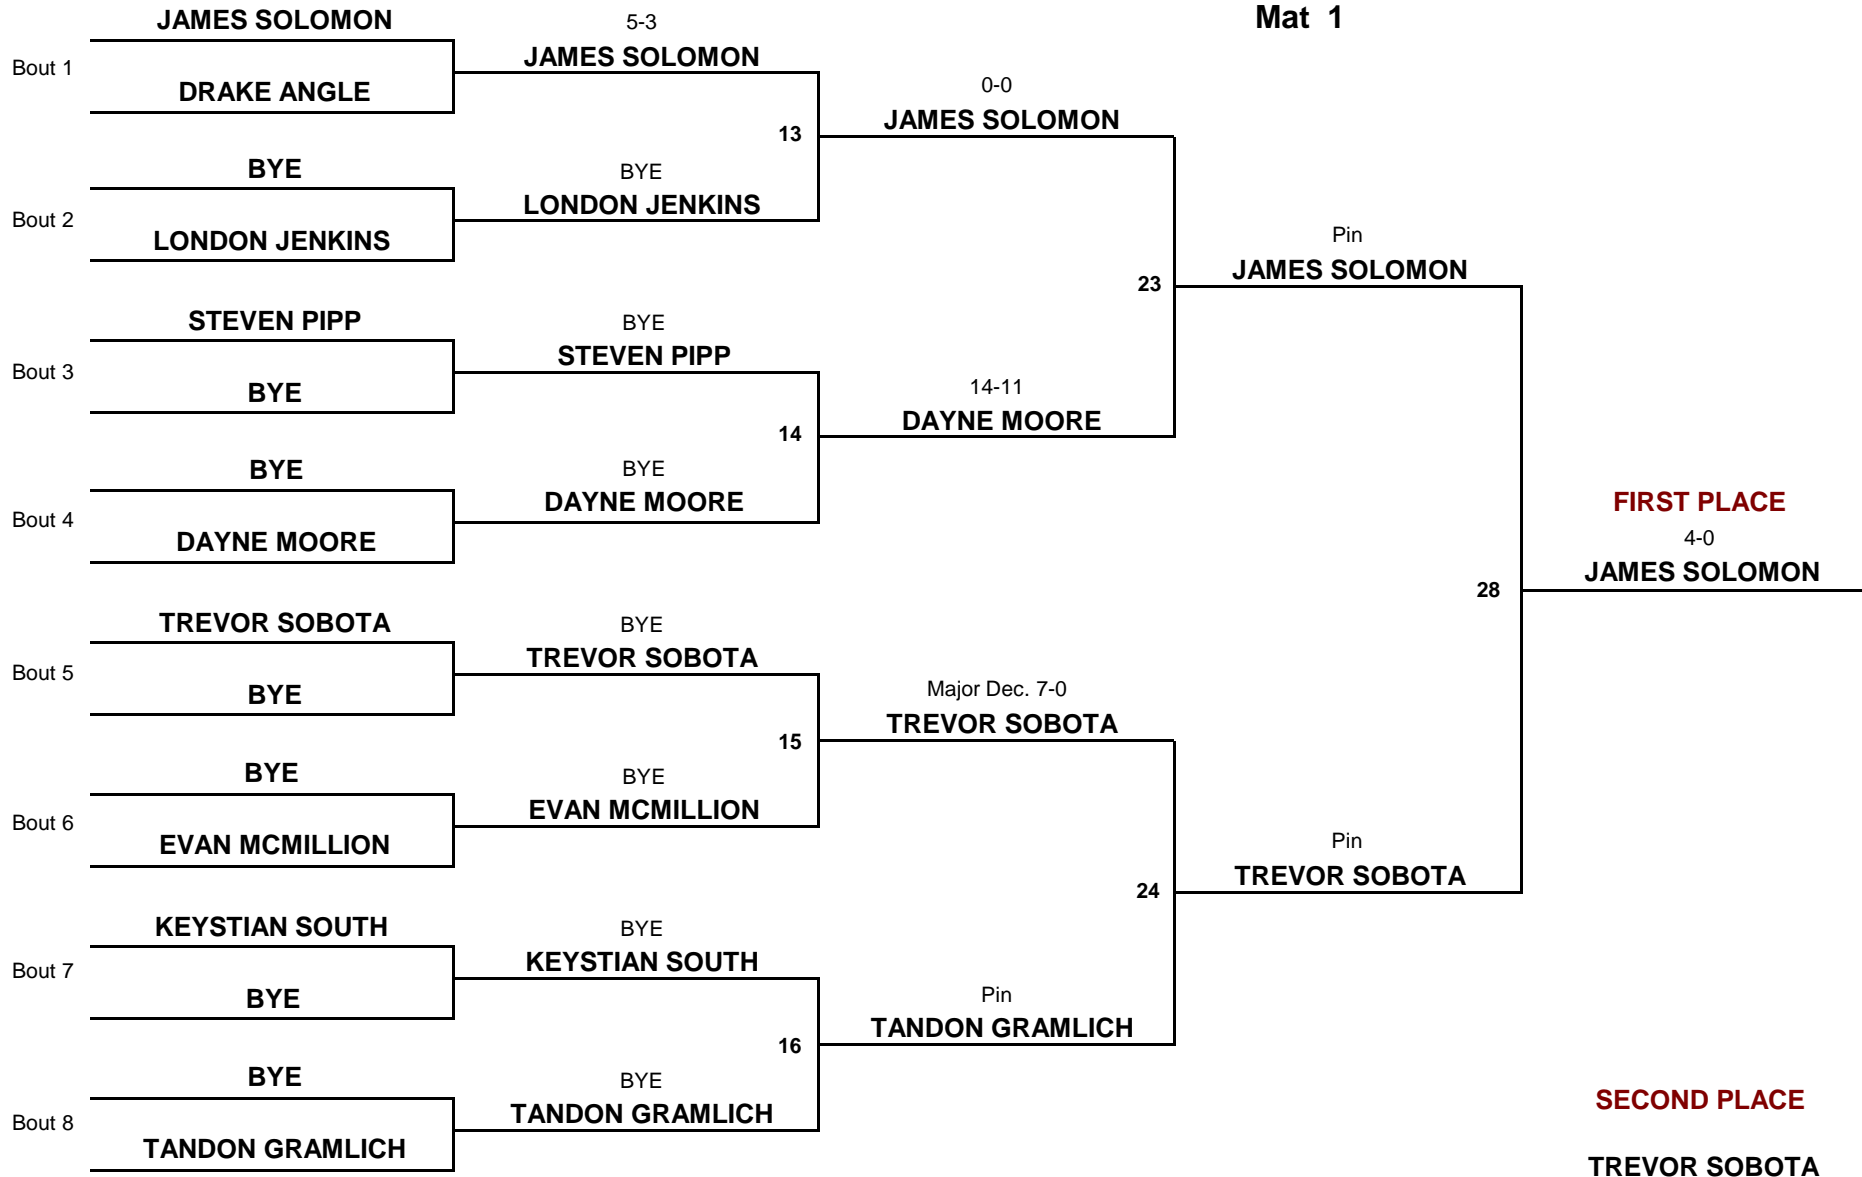 Mat 1
JAMES SOLOMON
Bout 1
DRAKE ANGLE
BYE
Bout 2
LONDON JENKINS
STEVEN PIPP
Bout 3
BYE
BYE
Bout 4
DAYNE MOORE
TREVOR SOBOTA
Bout 5
BYE
BYE
Bout 6
EVAN MCMILLION
KEYSTIAN SOUTH
Bout 7
BYE
BYE
Bout 8
TANDON GRAMLICH
5-3
JAMES SOLOMON
13
BYE
LONDON JENKINS
BYE
STEVEN PIPP
14
BYE
DAYNE MOORE
BYE
TREVOR SOBOTA
15
BYE
EVAN MCMILLION
BYE
KEYSTIAN SOUTH
16
BYE
TANDON GRAMLICH
0-0
JAMES SOLOMON
23
14-11
DAYNE MOORE
Major Dec. 7-0
TREVOR SOBOTA
24
Pin
TANDON GRAMLICH
Pin
JAMES SOLOMON
28
Pin
TREVOR SOBOTA
FIRST PLACE
4-0
JAMES SOLOMON
SECOND PLACE
TREVOR SOBOTA